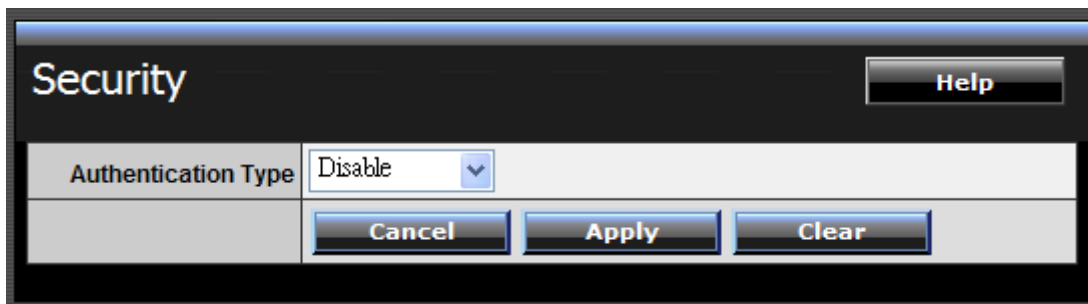 Security
Help
Authentication Type
Disable
Cancel
Apply
Clear